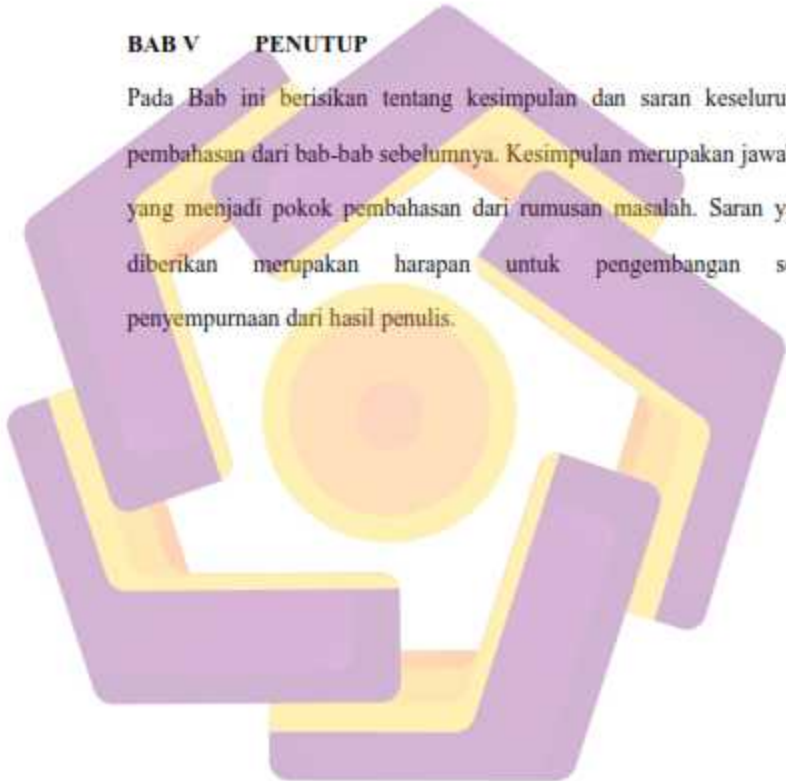 BAB V PENUTUP
Pada Bab ini berisikan tentang kesimpulan dan saran keseluru
pembahasan dari bab-bab sebelumnya. Kesimpulan merupakan jawa
yang menjadi pokok pembahasan dari rumusan masalah. Saran y
diberikan merupakan harapan untuk pengembangan se
penyempurnaan dari hasil penulis.